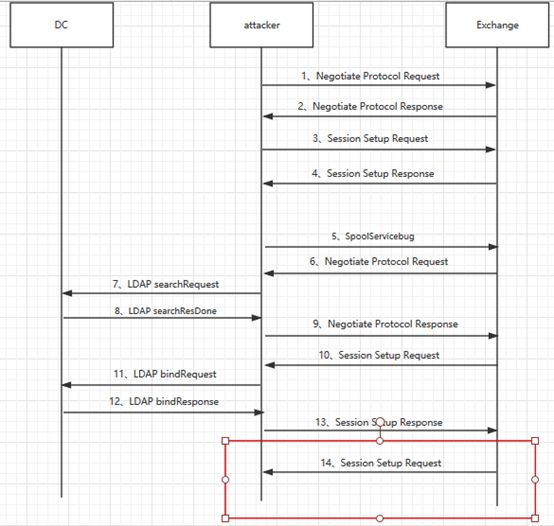 DC
attacker
Exchange
1、Negotiate Protocol Request
2、Negotiate Protocol Response
3、Session Setup Request
4、Session Setup Response
5、SpoolServicebug
6、Negotiate Protocol Request
7、LDAP searchRequest
8、LDAP searchResDone
9、Negotiate Protocol Response
10、Session Setup Request
11、LDAP bindRequest
12、LDAP bindResponse
13、Session Setup Response
14、Session Setup Request